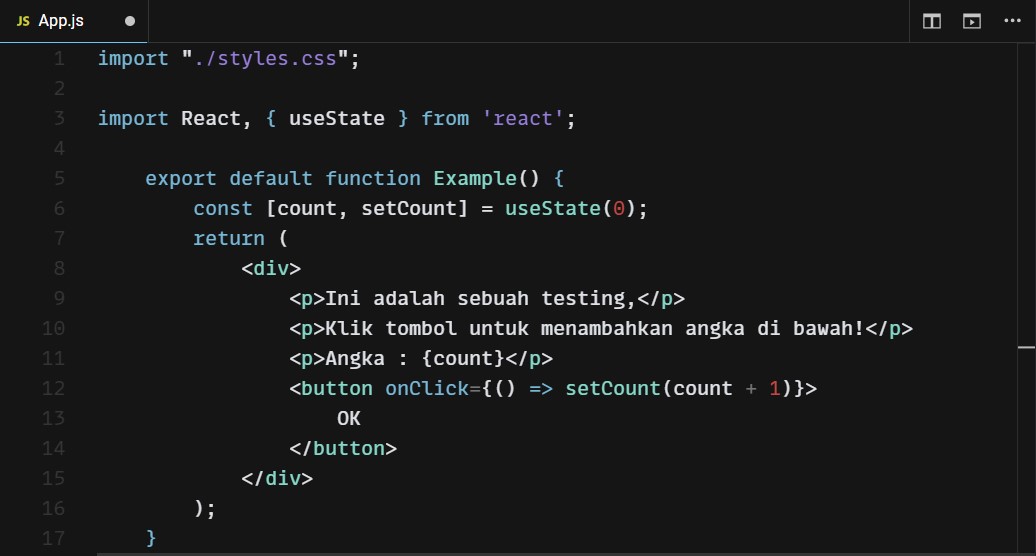 JS App.js
1 import "./styles.css";
2
3 import React, { useState } from 'react';
4
5     export default function Example() {
6         const [count, setCount] = useState(0);
7         return (
8             <div>
9                 <p>Ini adalah sebuah testing,</p>
10                 <p>Klik tombol untuk menambahkan angka di bawah!</p>
11                 <p>Angka : {count}</p>
12                 <button onClick={() => setCount(count + 1)}>
13                     OK
14                 </button>
15             </div>
16         );
17     }